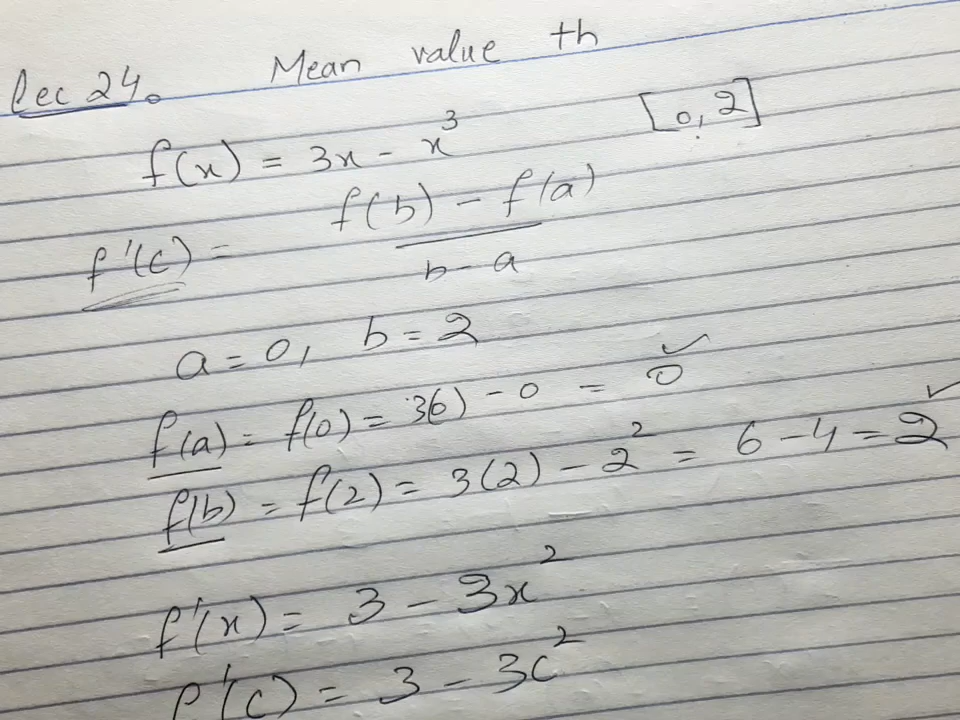 Lec 24. Mean value th
f(x) = 3x - x³ [0, 2]
f'(c) = f(b) - f(a) / b - a
a = 0, b = 2
f(a) = f(0) = 3(0) - 0 = 0 ✓
f(b) = f(2) = 3(2) - 2² = 6 - 4 = 2 ✓
f'(x) = 3 - 3x²
f'(c) = 3 - 3c²